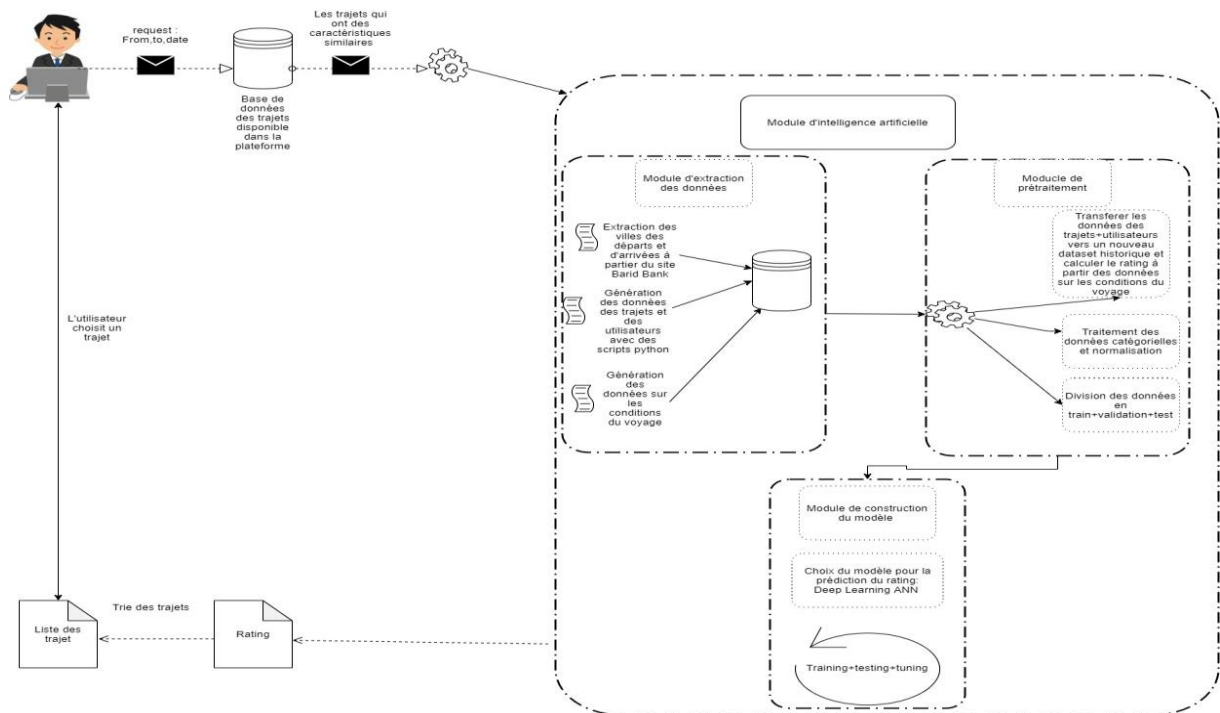 request :
From,to,date
Les trajets qui
ont des
caractéristiques
similaires
Base de
données
des trajets
disponible
dans la
plateforme
Module d'intelligence artificielle
Module d'extraction
des données
Extraction des
villes des
départs et
d'arrivées à
partier du site
Barid Bank
Génération
des données
des trajets et
des
utilisateurs
avec des
scripts python
Génération
des
données sur
les
conditions
du voyage
Moducle de
prétraitement
Transferer les
données des
trajets+utilisateurs
vers un nouveau
dataset historique et
calculer le rating à
partir des données
sur les conditions du
voyage
Traitement des
données catègorielles
et normalisation
Division des données
en
train+validation+test
Module de construction
du modèle
Choix du modèle pour la
prédiction du rating:
Deep Learning ANN
Training+testing+tuning
L'utilisateur
choisit un
trajet
Trie des trajets
Liste des
trajet
Rating